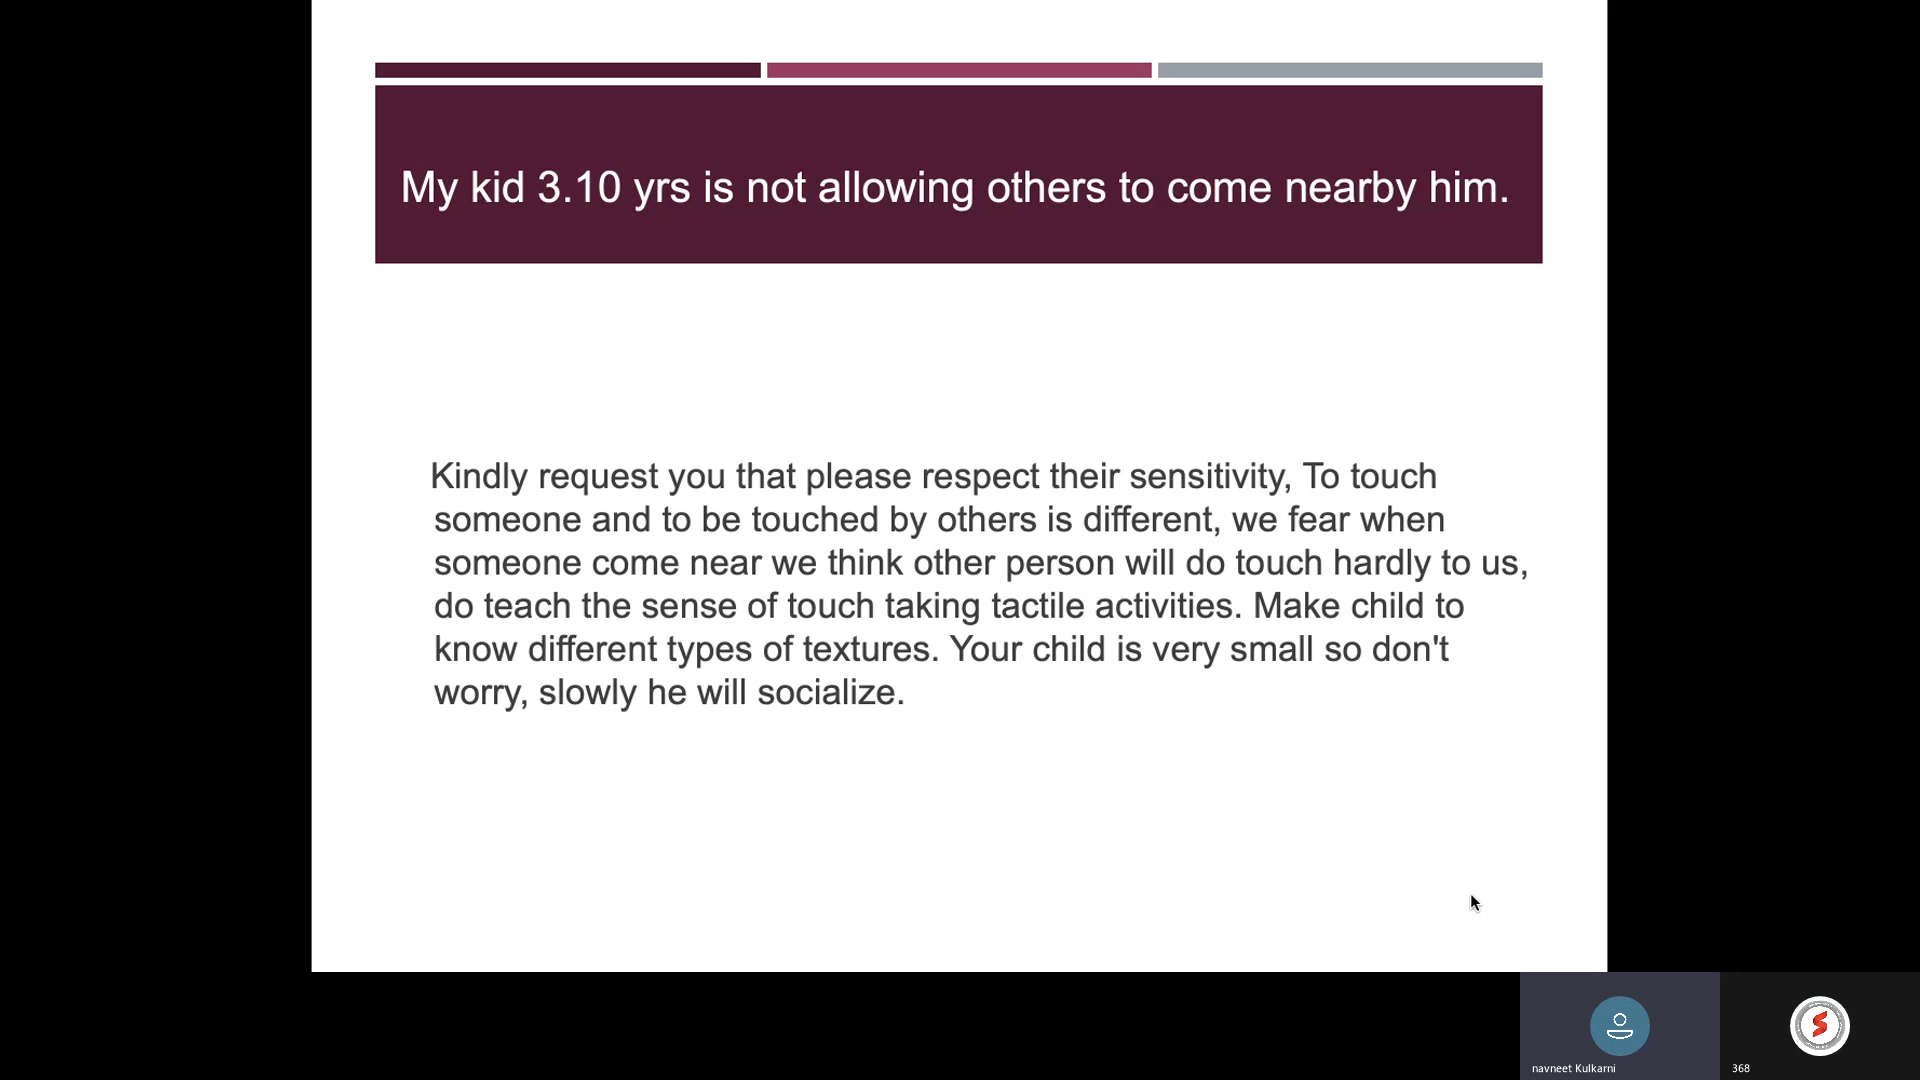 My kid 3.10 yrs is not allowing others to come nearby him.
Kindly request you that please respect their sensitivity, To touch
someone and to be touched by others is different, we fear when
someone come near we think other person will do touch hardly to us,
do teach the sense of touch taking tactile activities. Make child to
know different types of textures. Your child is very small so don't
worry, slowly he will socialize.
navneet Kulkarni
368